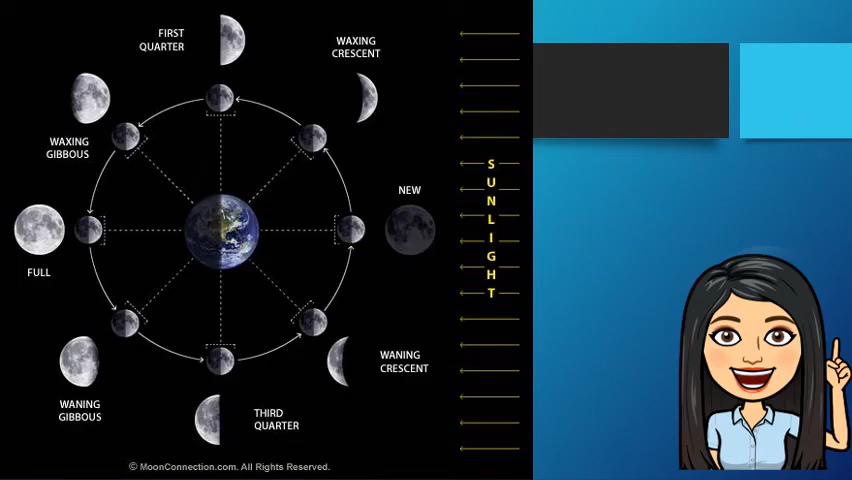 FIRST
QUARTER
WAXING
CRESCENT
WAXING
GIBBOUS
NEW
SUNLIGHT
FULL
WANING
CRESCENT
WANING
GIBBOUS
THIRD
QUARTER
© MoonConnection.com. All Rights Reserved.